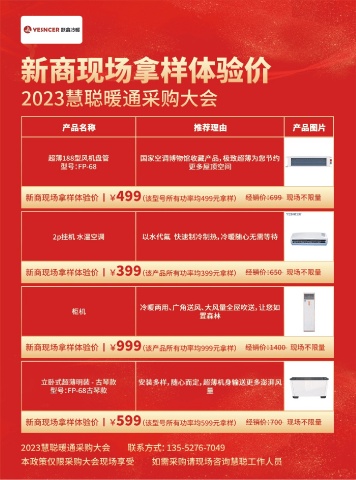 YESNCER 野森冷暖
新商现场拿样体验价
2023慧聪暖通采购大会
产品名称 推荐理由 产品图片
超薄188型风机盘管
型号:FP-68
国家空调博物馆收藏产品,极致超薄为您节约
更多屋顶空间
新商现场拿样体验价 | ¥499(该型号所有功率均499元拿样) 经销价:699 现场不限量
2p挂机 水温空调
以水代氟 快速制冷制热,冷暖随心无需等待
YESNCER
新商现场拿样体验价 | ¥399(该产品所有功率均399元拿样) 经销价:650 现场不限量
柜机
冷暖两用、广角送风、大风量全屋吹送,让您如
置森林
新商现场拿样体验价 | ¥999(该产品所有功率均999元拿样) 经销价:1400 现场不限量
立卧式超薄明装 - 古琴款
型号:FP-68古琴款
安装多样,随心而定,超薄机身输送更多澎湃风
量
新商现场拿样体验价 | ¥599(该型号所有功率均599元拿样) 经销价:700 现场不限量
2023慧聪暖通采购大会 联系方式: 135-5276-7049
本政策仅限采购大会现场享受 如需采购请现场咨询慧聪工作人员